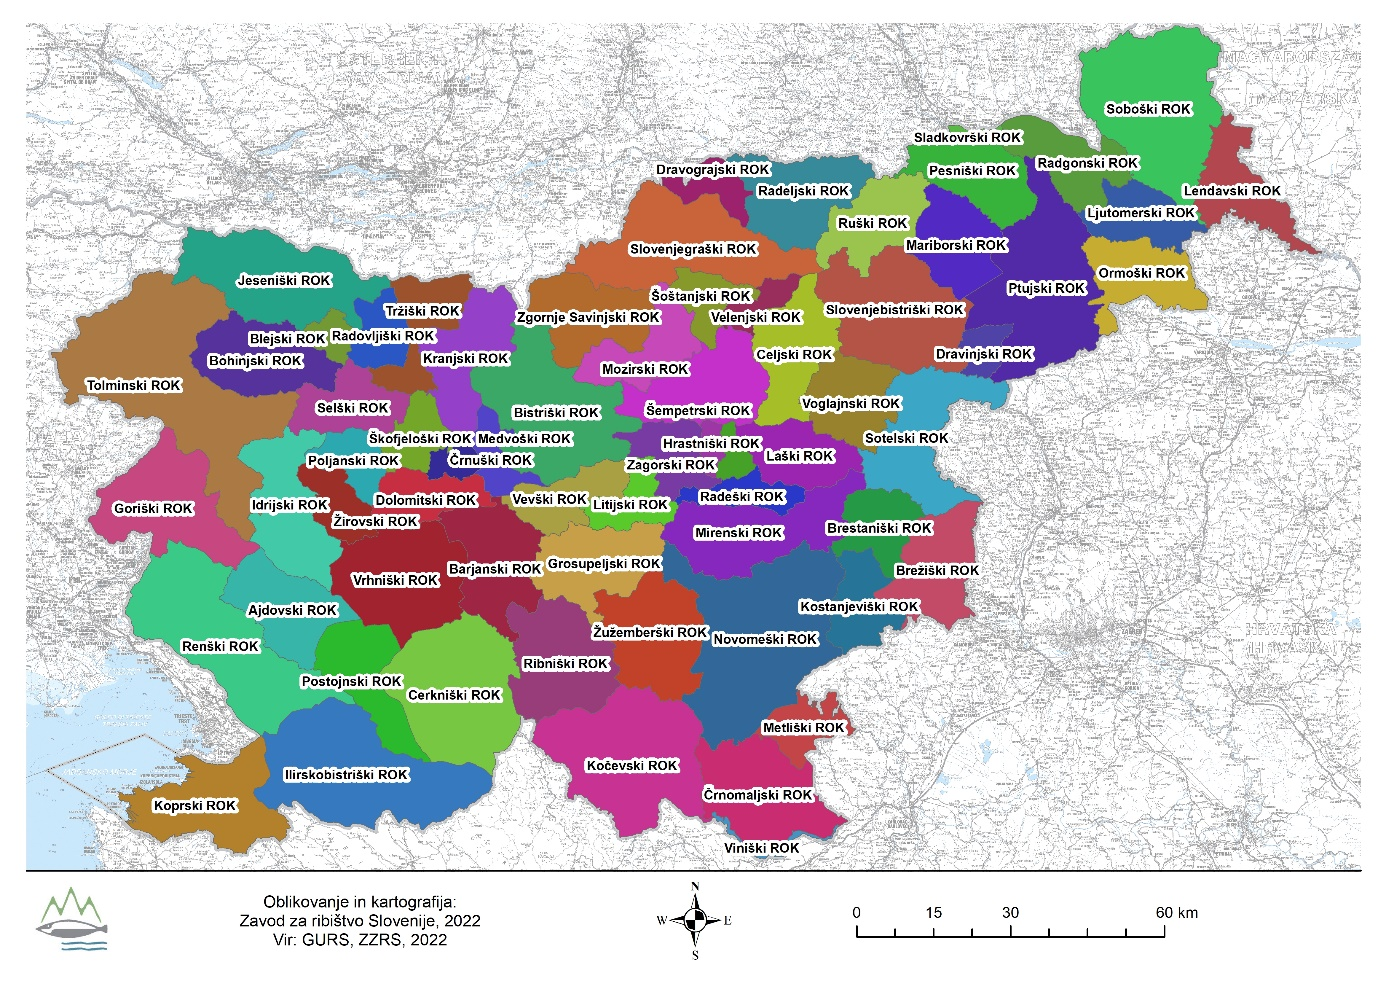 Soboški ROK
Sladkovrški ROK
Radgonski ROK
Dravograjski ROK
Pesniški ROK
Radeljski ROK
Lendavski ROK
Ljutomerski ROK
Ruški ROK
Mariborski ROK
Slovenjegraški ROK
Ormoški ROK
Jeseniški ROK
Ptujski ROK
Šoštanjski ROK
Tržiški ROK
Slovenjebistriški ROK
Zgornje Savinjski ROK
Velenjski ROK
Blejski ROK
Radovljiški ROK
Bohinjski ROK
Kranjski ROK
Celjski ROK
Dravinjski ROK
Mozirski ROK
Tolminski ROK
Selški ROK
Bistriški ROK
Šempetrski ROK
Voglajnski ROK
Škofjeloški ROK
Medvoški ROK
Hrastniški ROK
Sotelski ROK
Poljanski ROK
Črnuški ROK
Zagorski ROK
Laški ROK
Goriški ROK
Idrijski ROK
Dolomitski ROK
Vevški ROK
Litijski ROK
Radeški ROK
Žirovski ROK
Mirenski ROK
Brestaniški ROK
Vrhniški ROK
Barjanski ROK
Grosupeljski ROK
Brežiški ROK
Ajdovski ROK
Kostanjeviški ROK
Renški ROK
Žužemberški ROK
Novomeški ROK
Ribniški ROK
Postojnski ROK
Cerkniški ROK
Metliški ROK
Ilirskobistriški ROK
Kočevski ROK
Koprski ROK
Črnomaljski ROK
Viniški ROK
Oblikovanje in kartografija:
Zavod za ribištvo Slovenije, 2022
Vir: GURS, ZZRS, 2022
N
W E
S
0 15 30 60 km